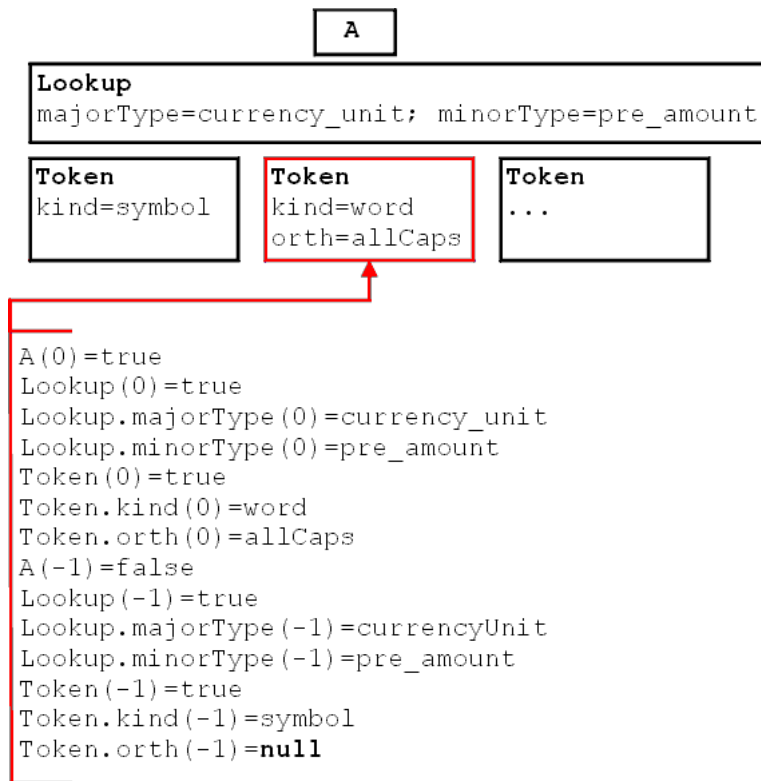 A
Lookup
majorType=currency_unit; minorType=pre_amount
Token
kind=symbol
Token
kind=word
orth=allCaps
Token
...
A(0)=true
Lookup(0)=true
Lookup.majorType(0)=currency_unit
Lookup.minorType(0)=pre_amount
Token(0)=true
Token.kind(0)=word
Token.orth(0)=allCaps
A(-1)=false
Lookup(-1)=true
Lookup.majorType(-1)=currencyUnit
Lookup.minorType(-1)=pre_amount
Token(-1)=true
Token.kind(-1)=symbol
Token.orth(-1)=null